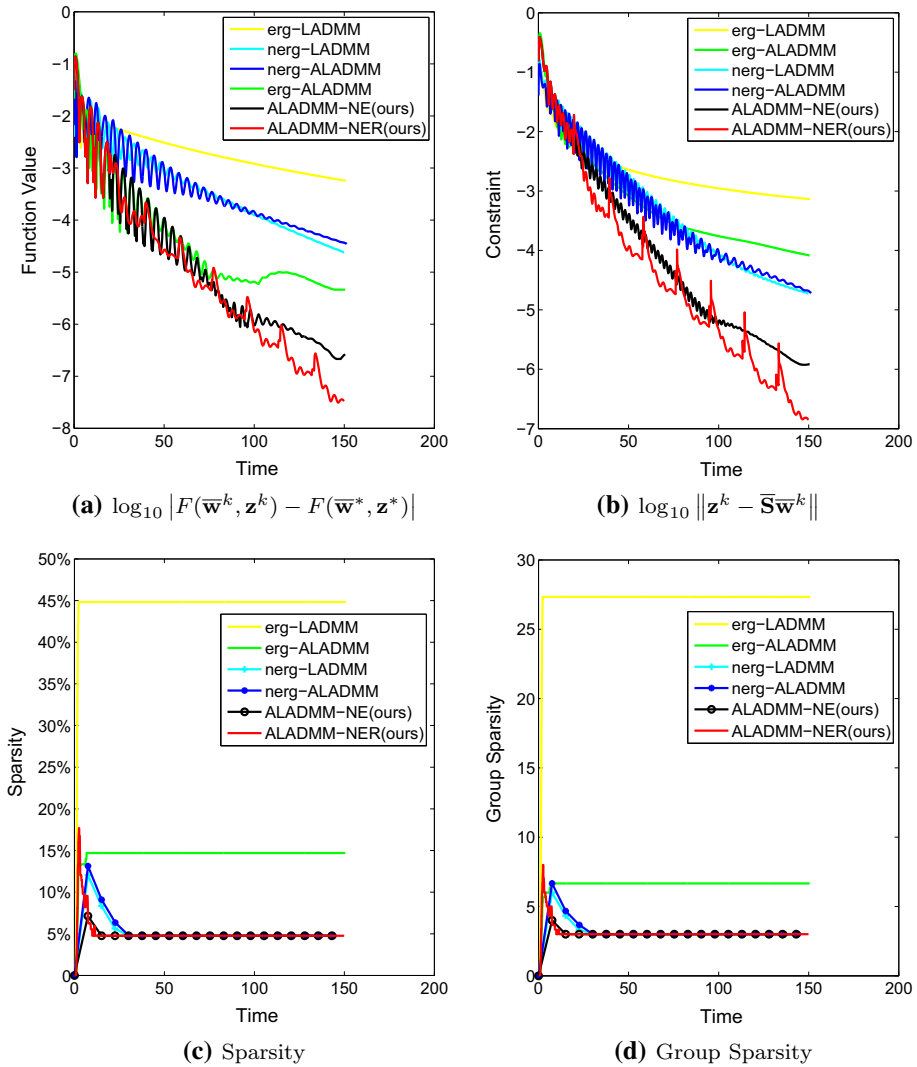 0
−1
−2
−3
−4
−5
−6
−7
−8
Function Value
0 50 100 150 200
Time
erg−LADMM
nerg−LADMM
nerg−ALADMM
erg−ALADMM
ALADMM−NE(ours)
ALADMM−NER(ours)
(a) log₁₀ |F(w̅ᵏ, zᵏ) − F(w̅*, z*)|
0
−1
−2
−3
−4
−5
−6
−7
Constraint
0 50 100 150 200
Time
erg−LADMM
erg−ALADMM
nerg−LADMM
nerg−ALADMM
ALADMM−NE(ours)
ALADMM−NER(ours)
(b) log₁₀ ‖zᵏ − S̅w̅ᵏ‖
50%
45%
40%
35%
30%
25%
20%
15%
10%
5%
0
Sparsity
0 50 100 150 200
Time
erg−LADMM
erg−ALADMM
nerg−LADMM
nerg−ALADMM
ALADMM−NE(ours)
ALADMM−NER(ours)
(c) Sparsity
30
25
20
15
10
5
0
Group Sparsity
0 50 100 150 200
Time
erg−LADMM
erg−ALADMM
nerg−LADMM
nerg−ALADMM
ALADMM−NE(ours)
ALADMM−NER(ours)
(d) Group Sparsity